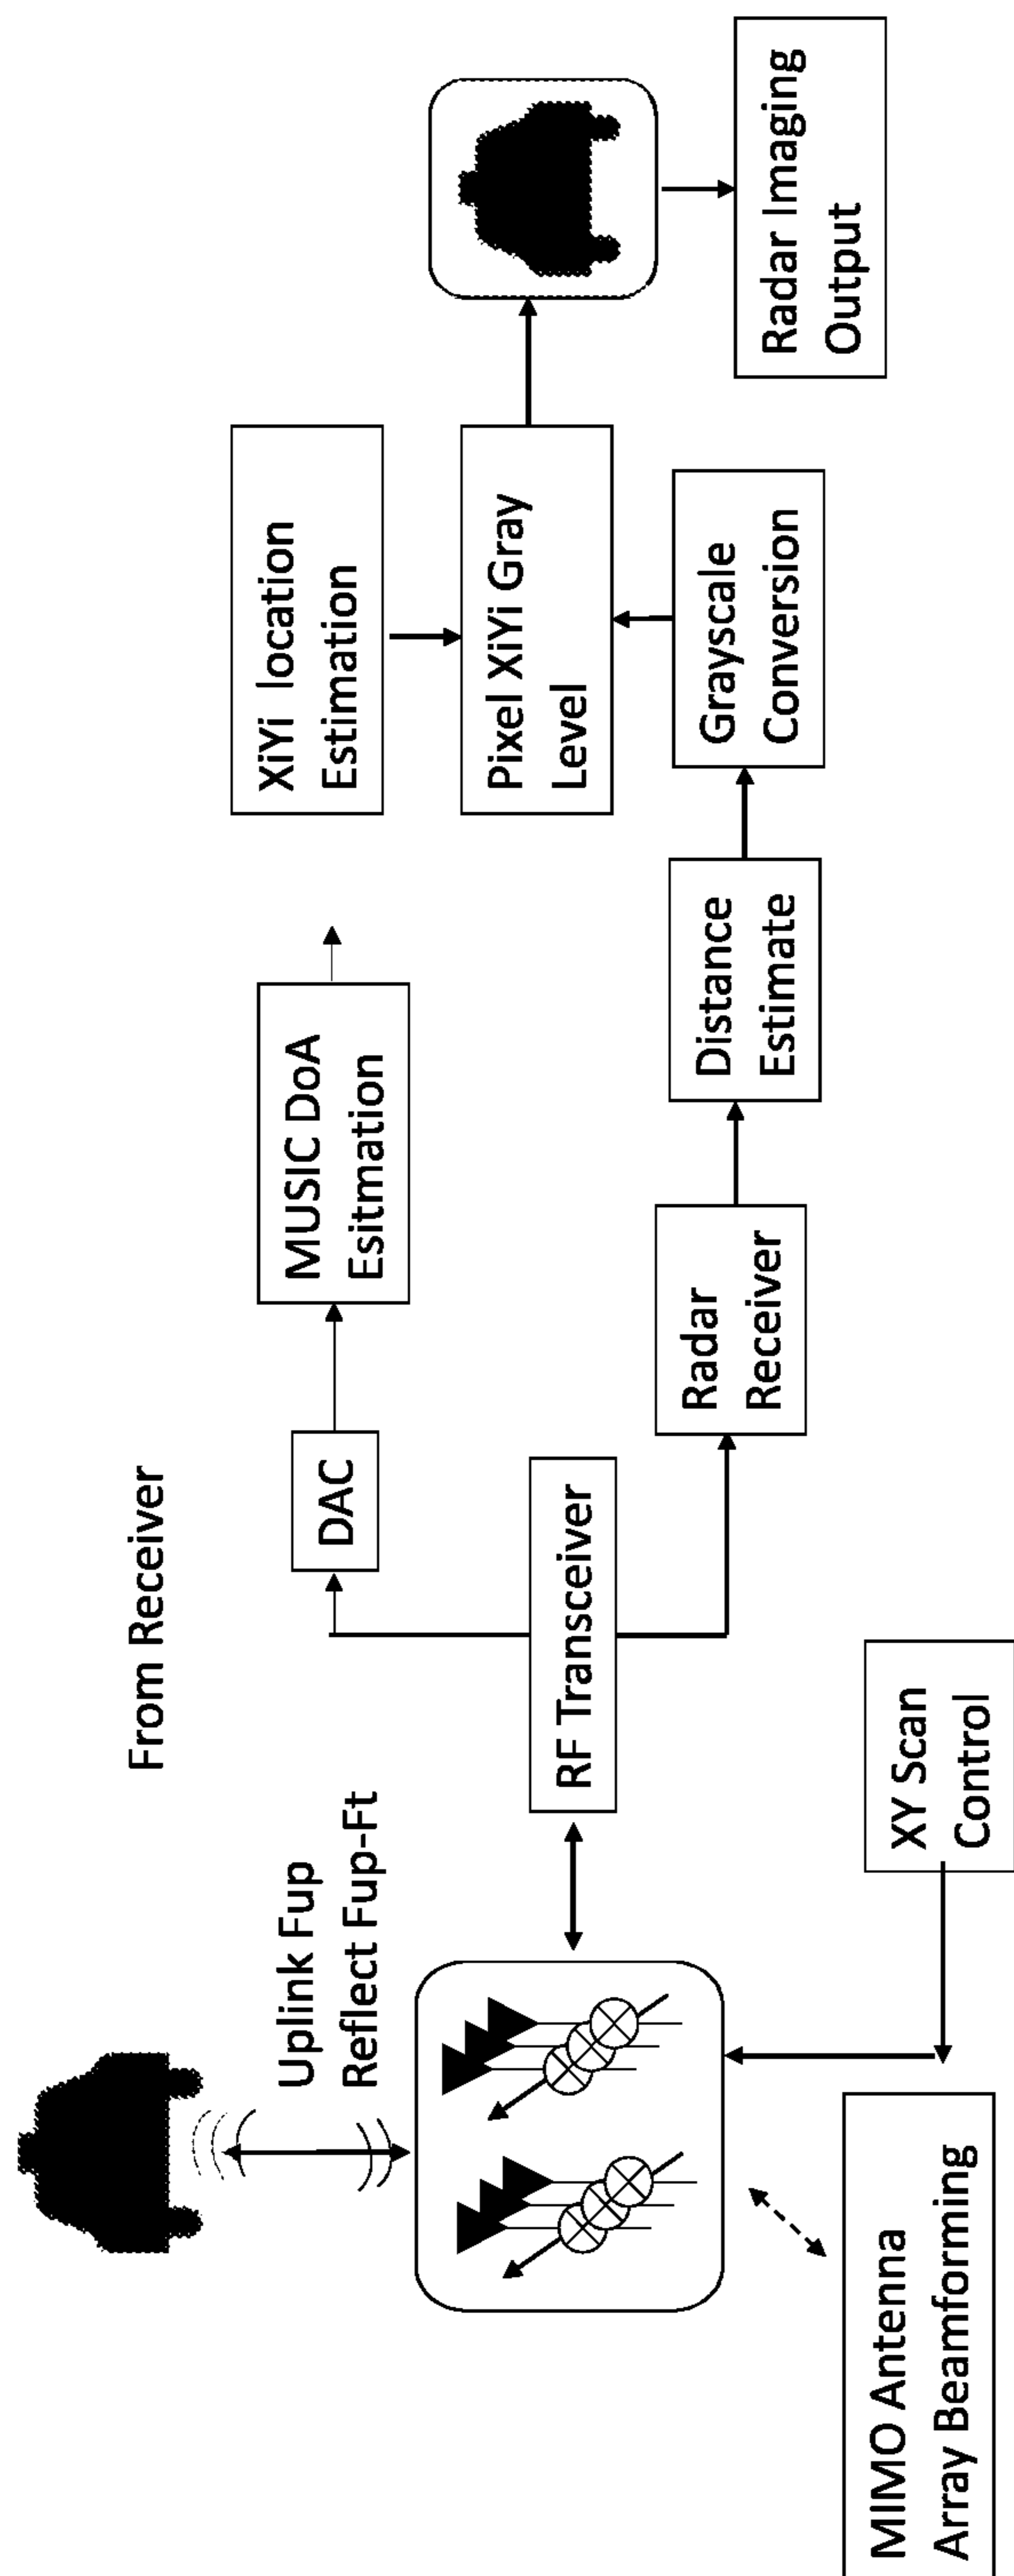 From Receiver
Uplink Fup
Reflect Fup-Ft
DAC
MUSIC DoA
Esitmation
XiYi location
Estimation
RF Transceiver
Pixel XiYi Gray
Level
Radar
Receiver
Distance
Estimate
Grayscale
Conversion
Radar Imaging
Output
XY Scan
Control
MIMO Antenna
Array Beamforming